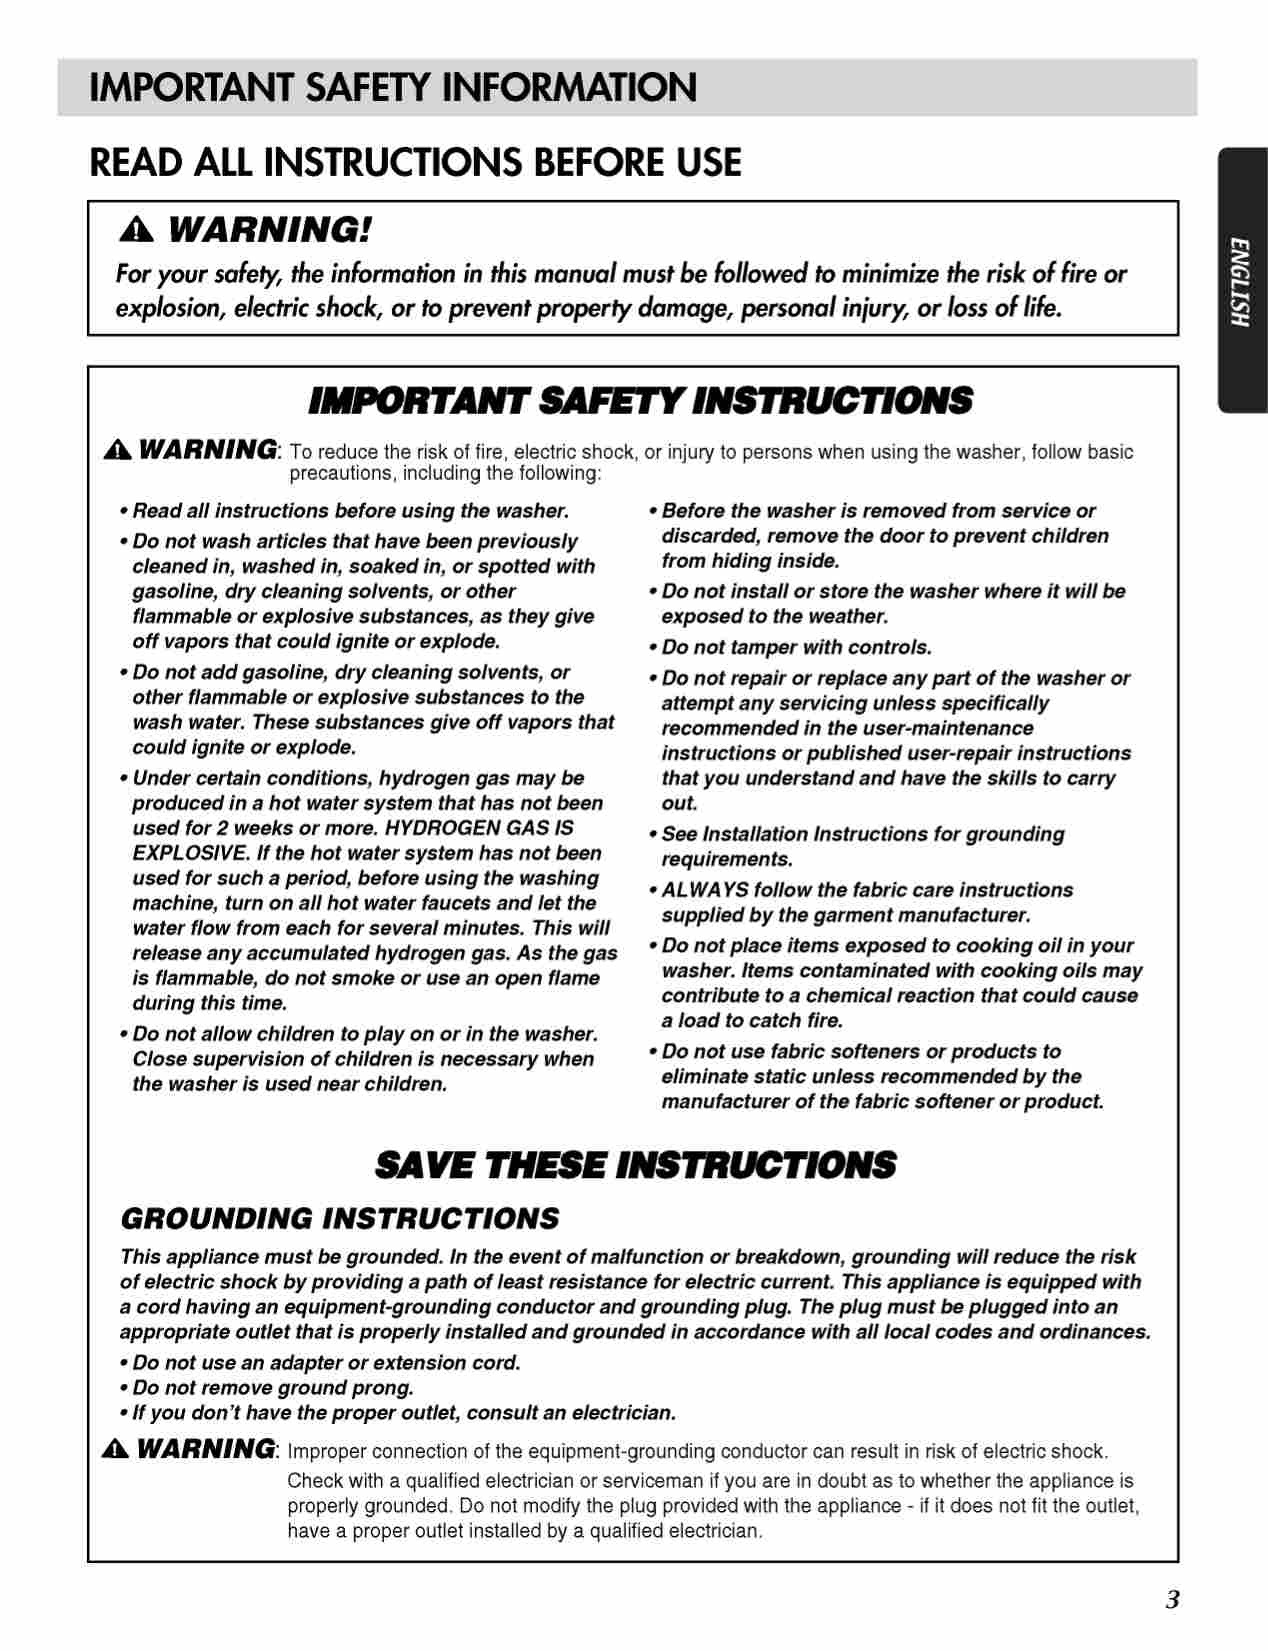 IMPORTANT SAFETY INFORMATION
READ ALL INSTRUCTIONS BEFORE USE
WARNING!
For your safety, the information in this manual must be followed to minimize the risk of fire or
explosion, electric shock, or to prevent property damage, personal injury, or loss of life.
ENGLISH
IMPORTANT SAFETY INSTRUCTIONS
WARNING: To reduce the risk of fire, electric shock, or injury to persons when using the washer, follow basic
precautions, including the following:
• Read all instructions before using the washer.
• Do not wash articles that have been previously
cleaned in, washed in, soaked in, or spotted with
gasoline, dry cleaning solvents, or other
flammable or explosive substances, as they give
off vapors that could ignite or explode.
• Do not add gasoline, dry cleaning solvents, or
other flammable or explosive substances to the
wash water. These substances give off vapors that
could ignite or explode.
• Under certain conditions, hydrogen gas may be
produced in a hot water system that has not been
used for 2 weeks or more. HYDROGEN GAS IS
EXPLOSIVE. If the hot water system has not been
used for such a period, before using the washing
machine, turn on all hot water faucets and let the
water flow from each for several minutes. This will
release any accumulated hydrogen gas. As the gas
is flammable, do not smoke or use an open flame
during this time.
• Do not allow children to play on or in the washer.
Close supervision of children is necessary when
the washer is used near children.
• Before the washer is removed from service or
discarded, remove the door to prevent children
from hiding inside.
• Do not install or store the washer where it will be
exposed to the weather.
• Do not tamper with controls.
• Do not repair or replace any part of the washer or
attempt any servicing unless specifically
recommended in the user-maintenance
instructions or published user-repair instructions
that you understand and have the skills to carry
out.
• See Installation Instructions for grounding
requirements.
• ALWAYS follow the fabric care instructions
supplied by the garment manufacturer.
• Do not place items exposed to cooking oil in your
washer. Items contaminated with cooking oils may
contribute to a chemical reaction that could cause
a load to catch fire.
• Do not use fabric softeners or products to
eliminate static unless recommended by the
manufacturer of the fabric softener or product.
SAVE THESE INSTRUCTIONS
GROUNDING INSTRUCTIONS
This appliance must be grounded. In the event of malfunction or breakdown, grounding will reduce the risk
of electric shock by providing a path of least resistance for electric current. This appliance is equipped with
a cord having an equipment-grounding conductor and grounding plug. The plug must be plugged into an
appropriate outlet that is properly installed and grounded in accordance with all local codes and ordinances.
• Do not use an adapter or extension cord.
• Do not remove ground prong.
• If you don't have the proper outlet, consult an electrician.
WARNING: Improper connection of the equipment-grounding conductor can result in risk of electric shock.
Check with a qualified electrician or serviceman if you are in doubt as to whether the appliance is
properly grounded. Do not modify the plug provided with the appliance - if it does not fit the outlet,
have a proper outlet installed by a qualified electrician.
3